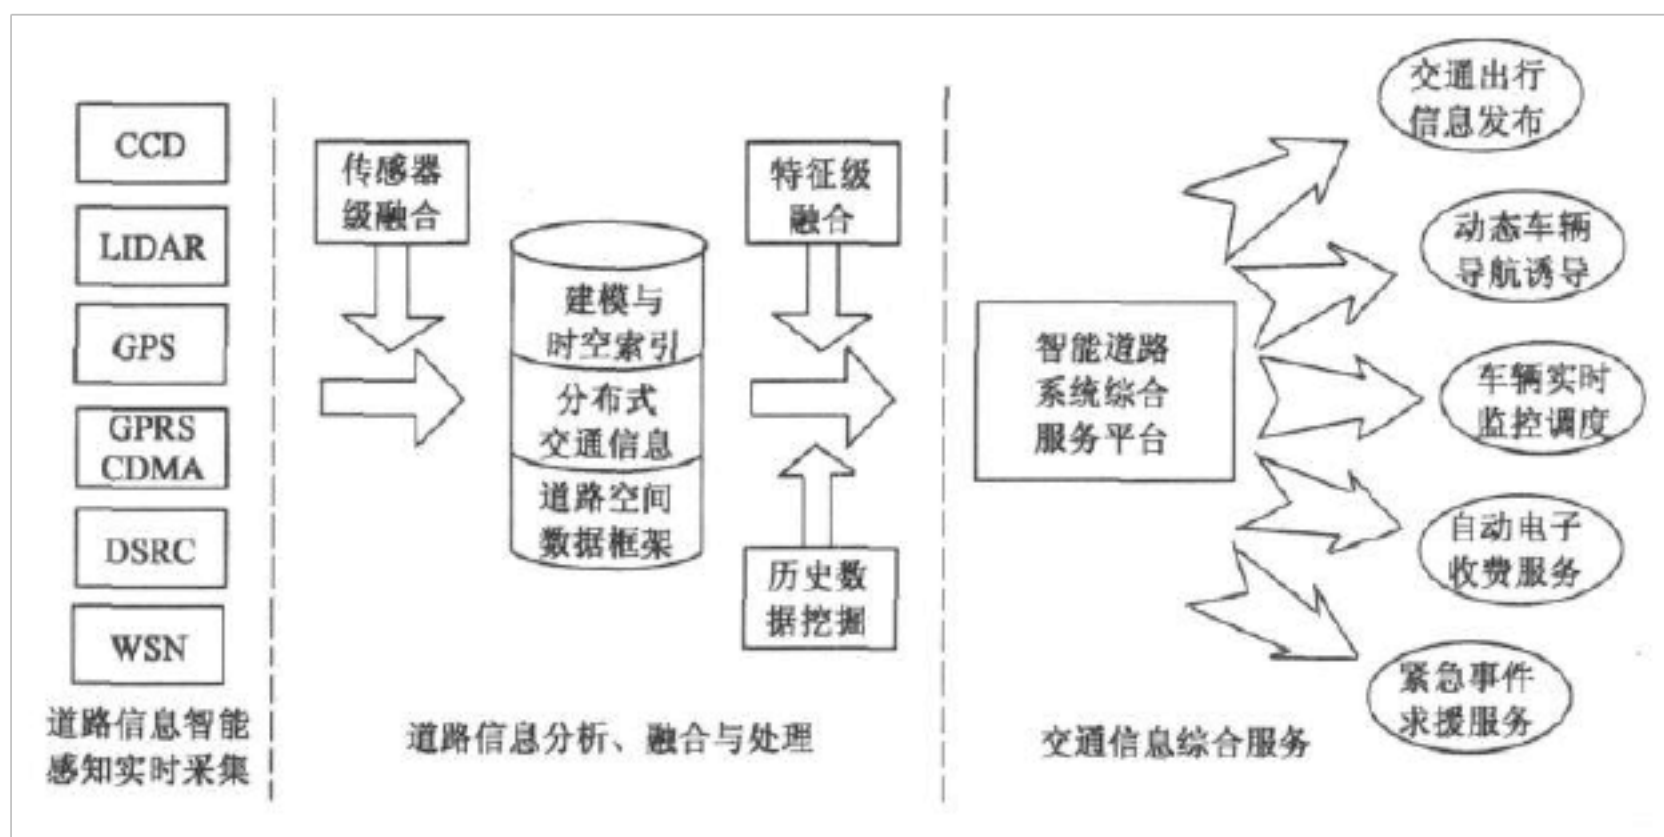 CCD
LIDAR
GPS
GPRS
CDMA
DSRC
WSN
道路信息智能
感知实时采集
传感器
级融合
建模与
时空索引
分布式
交通信息
道路空间
数据框架
特征级
融合
历史数
据挖掘
道路信息分析、融合与处理
智能道路
系统综合
服务平台
交通信息综合服务
交通出行
信息发布
动态车辆
导航诱导
车辆实时
监控调度
自动电子
收费服务
紧急事件
求援服务